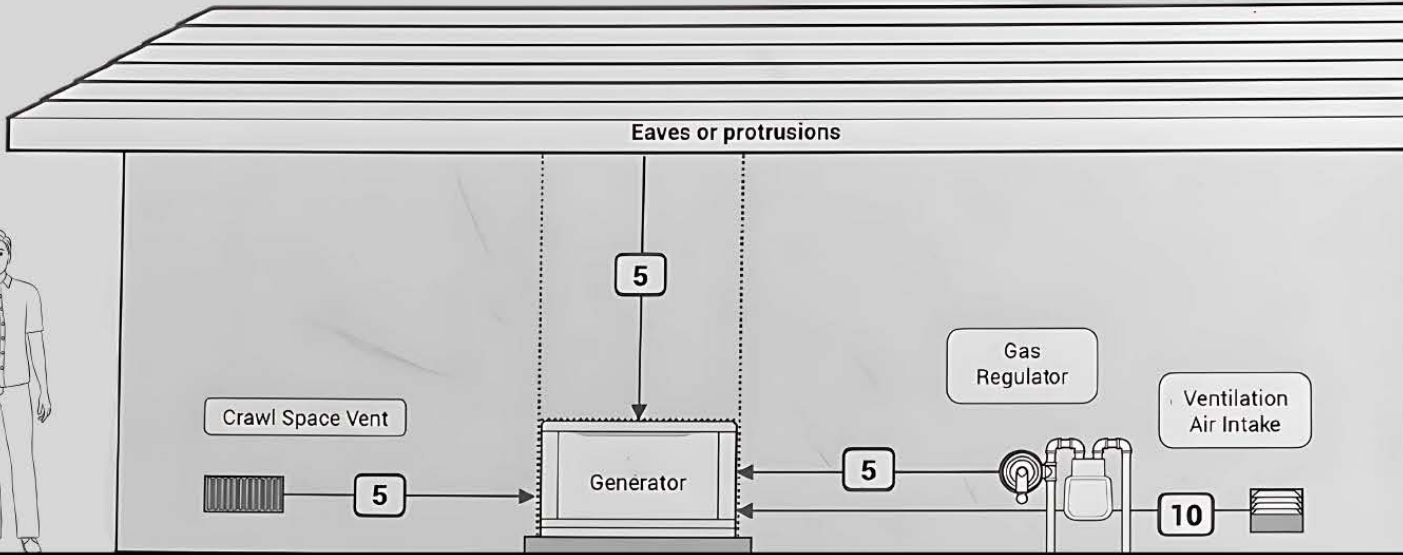 Eaves or protrusions
5
Gas
Regulator
Ventilation
Air Intake
Crawl Space Vent
5
Generator
5
10